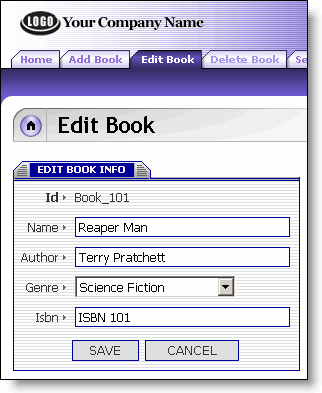 LOGO Your Company Name
Home Add Book Edit Book Delete Book Se
Edit Book
EDIT BOOK INFO
Id Book_101
Name Reaper Man
Author Terry Pratchett
Genre Science Fiction
Isbn ISBN 101
SAVE CANCEL